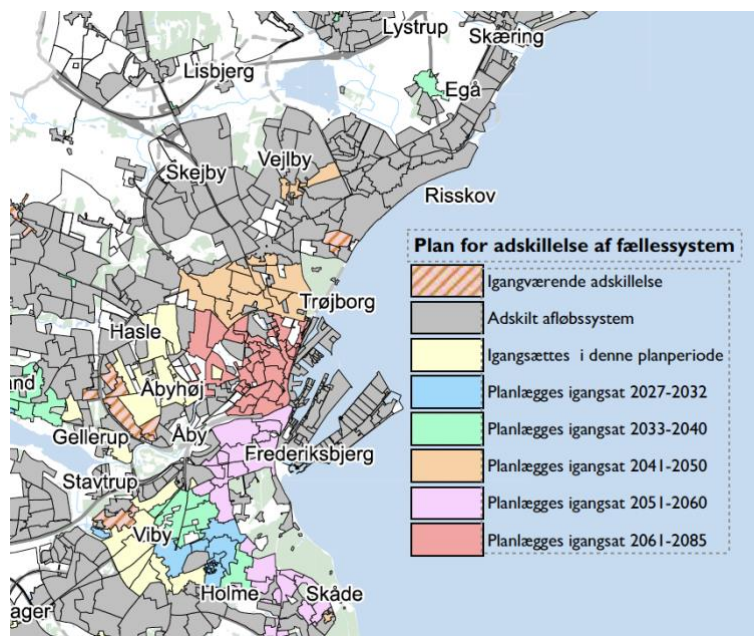 Lystrup
Skæring
Lisbjerg
Egå
Vejlby
Skejby
Risskov
Plan for adskillelse af fællessystem
Igangværende adskillelse
Adskilt afløbssystem
Igangsættes i denne planperiode
Planlægges igangsat 2027-2032
Planlægges igangsat 2033-2040
Planlægges igangsat 2041-2050
Planlægges igangsat 2051-2060
Planlægges igangsat 2061-2085
Trøjborg
Hasle
Åbyhøj
Gellerup
Åby
Frederiksbjerg
Stavtrup
Viby
Holme
Skåde